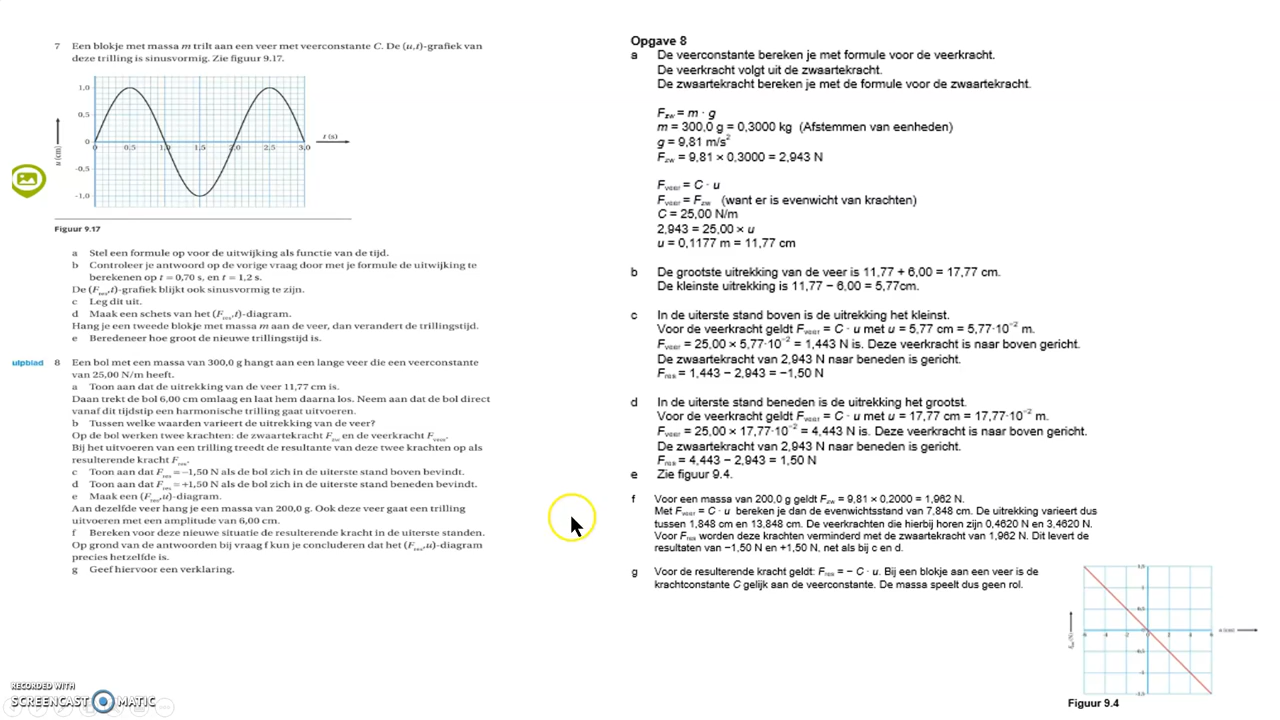 7 Een blokje met massa m trilt aan een veer met veerconstante C. De (u,t)-grafiek van
deze trilling is sinusvormig. Zie figuur 9.17.
1,0
0,5
0
-0,5
-1,0
u (cm)
0 0,5 1,0 1,5 2,0 2,5 3,0
t (s)
Figuur 9.17
a Stel een formule op voor de uitwijking als functie van de tijd.
b Controleer je antwoord op de vorige vraag door met je formule de uitwijking te
berekenen op t = 0,70 s, en t = 1,2 s.
De (Fres,t)-grafiek blijkt ook sinusvormig te zijn.
c Leg dit uit.
d Maak een schets van het (Fres,t)-diagram.
Hang je een tweede blokje met massa m aan de veer, dan verandert de trillingstijd.
e Beredeneer hoe groot de nieuwe trillingstijd is.
ulpblad 8 Een bol met een massa van 300,0 g hangt aan een lange veer die een veerconstante
van 25,00 N/m heeft.
a Toon aan dat de uitrekking van de veer 11,77 cm is.
Daan trekt de bol 6,00 cm omlaag en laat hem daarna los. Neem aan dat de bol direct
vanaf dit tijdstip een harmonische trilling gaat uitvoeren.
b Tussen welke waarden varieert de uitrekking van de veer?
Op de bol werken twee krachten: de zwaartekracht Fzw en de veerkracht Fveer.
Bij het uitvoeren van een trilling treedt de resultante van deze twee krachten op als
resulterende kracht Fres.
c Toon aan dat Fres = −1,50 N als de bol zich in de uiterste stand boven bevindt.
d Toon aan dat Fres = +1,50 N als de bol zich in de uiterste stand beneden bevindt.
e Maak een (Fres,u)-diagram.
Aan dezelfde veer hang je een massa van 200,0 g. Ook deze veer gaat een trilling
uitvoeren met een amplitude van 6,00 cm.
f Bereken voor deze nieuwe situatie de resulterende kracht in de uiterste standen.
Op grond van de antwoorden bij vraag f kun je concluderen dat het (Fres,u)-diagram
precies hetzelfde is.
g Geef hiervoor een verklaring.
RECORDED WITH
SCREENCAST MATIC
Opgave 8
a De veerconstante bereken je met formule voor de veerkracht.
De veerkracht volgt uit de zwaartekracht.
De zwaartekracht bereken je met de formule voor de zwaartekracht.
Fzw = m · g
m = 300,0 g = 0,3000 kg (Afstemmen van eenheden)
g = 9,81 m/s²
Fzw = 9,81 × 0,3000 = 2,943 N
Fveer = C · u
Fveer = Fzw (want er is evenwicht van krachten)
C = 25,00 N/m
2,943 = 25,00 × u
u = 0,1177 m = 11,77 cm
b De grootste uitrekking van de veer is 11,77 + 6,00 = 17,77 cm.
De kleinste uitrekking is 11,77 − 6,00 = 5,77cm.
c In de uiterste stand boven is de uitrekking het kleinst.
Voor de veerkracht geldt Fveer = C · u met u = 5,77 cm = 5,77·10⁻² m.
Fveer = 25,00 × 5,77·10⁻² = 1,443 N is. Deze veerkracht is naar boven gericht.
De zwaartekracht van 2,943 N naar beneden is gericht.
Fres = 1,443 − 2,943 = −1,50 N
d In de uiterste stand beneden is de uitrekking het grootst.
Voor de veerkracht geldt Fveer = C · u met u = 17,77 cm = 17,77·10⁻² m.
Fveer = 25,00 × 17,77·10⁻² = 4,443 N is. Deze veerkracht is naar boven gericht.
De zwaartekracht van 2,943 N naar beneden is gericht.
Fres = 4,443 − 2,943 = 1,50 N
e Zie figuur 9.4.
f Voor een massa van 200,0 g geldt Fzw = 9,81 × 0,2000 = 1,962 N.
Met Fveer = C · u bereken je dan de evenwichtsstand van 7,848 cm. De uitrekking varieert dus
tussen 1,848 cm en 13,848 cm. De veerkrachten die hierbij horen zijn 0,4620 N en 3,4620 N.
Voor Fres worden deze krachten verminderd met de zwaartekracht van 1,962 N. Dit levert de
resultaten van −1,50 N en +1,50 N, net als bij c en d.
g Voor de resulterende kracht geldt: Fres = − C · u. Bij een blokje aan een veer is de
krachtconstante C gelijk aan de veerconstante. De massa speelt dus geen rol.
Figuur 9.4